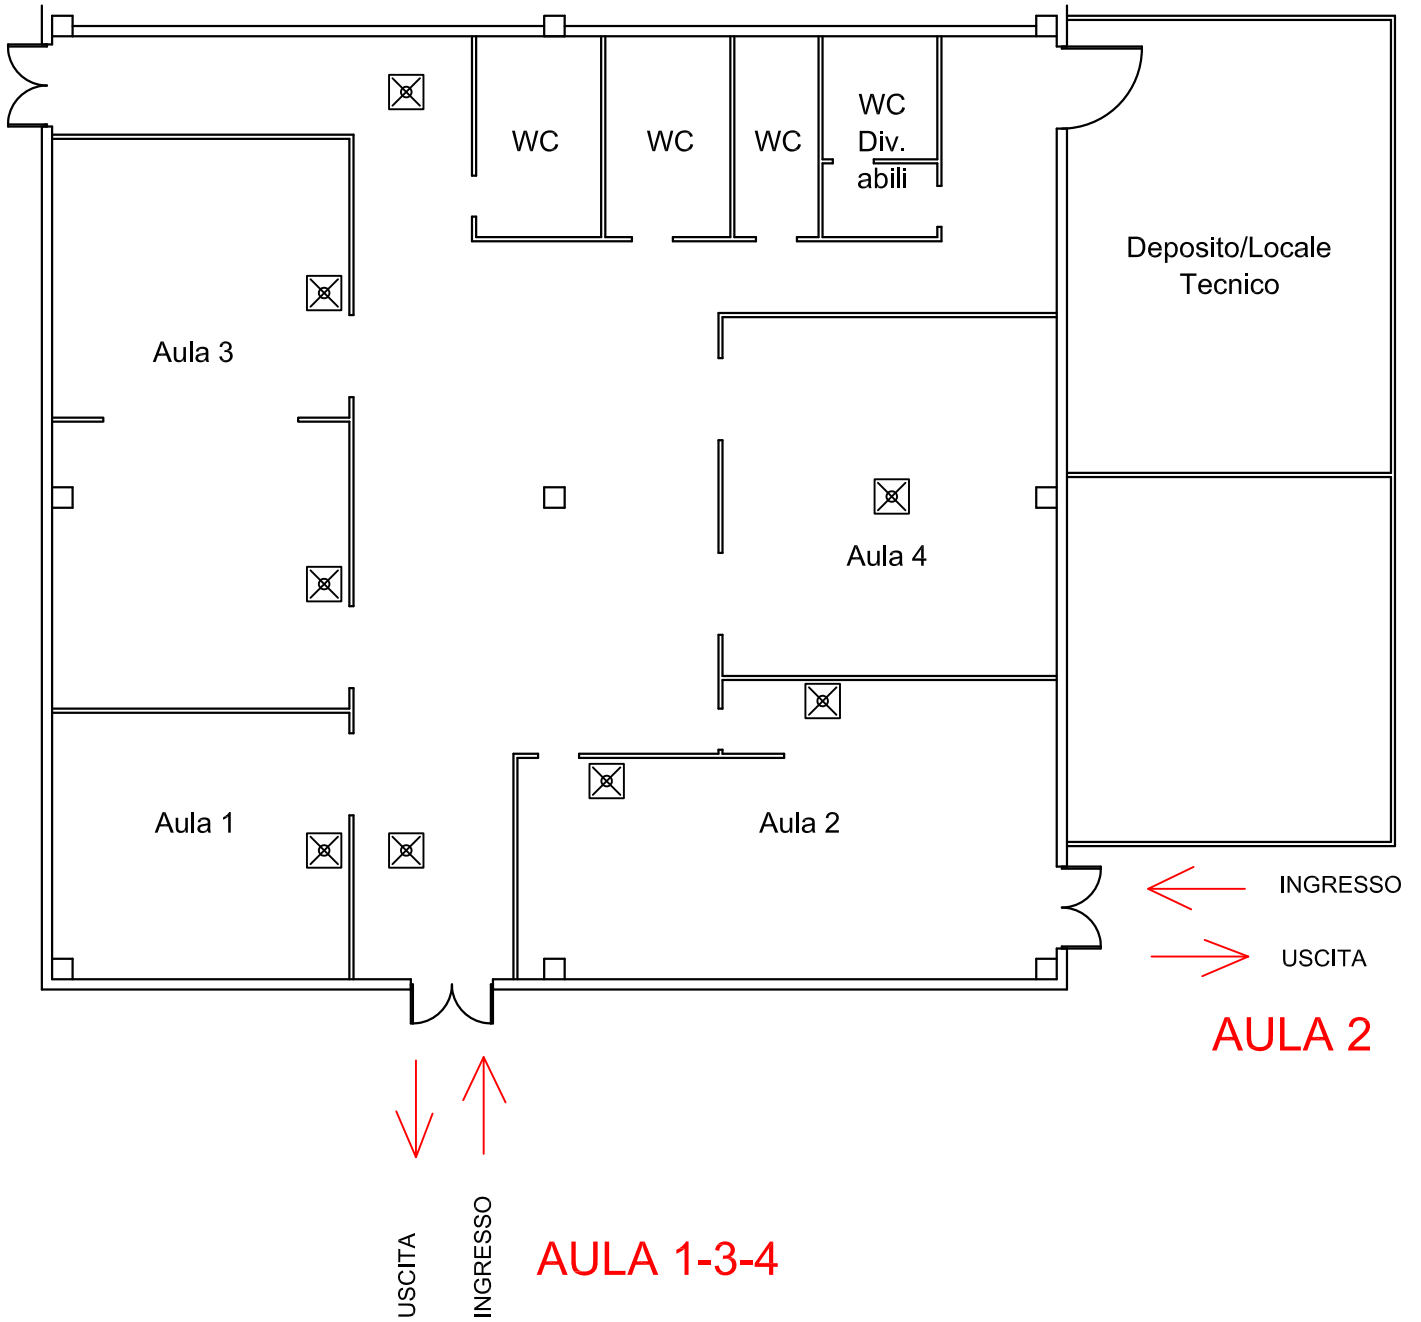 WC
WC
WC
WC
Div.
abili
Deposito/Locale
Tecnico
Aula 3
Aula 4
Aula 1
Aula 2
INGRESSO
USCITA
AULA 2
USCITA
INGRESSO
AULA 1-3-4